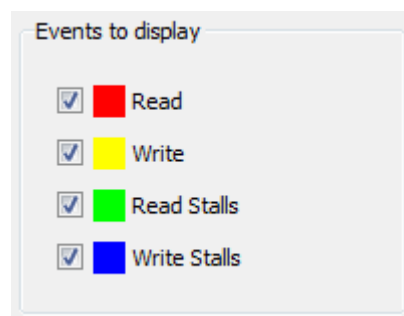 Events to display
Read
Write
Read Stalls
Write Stalls